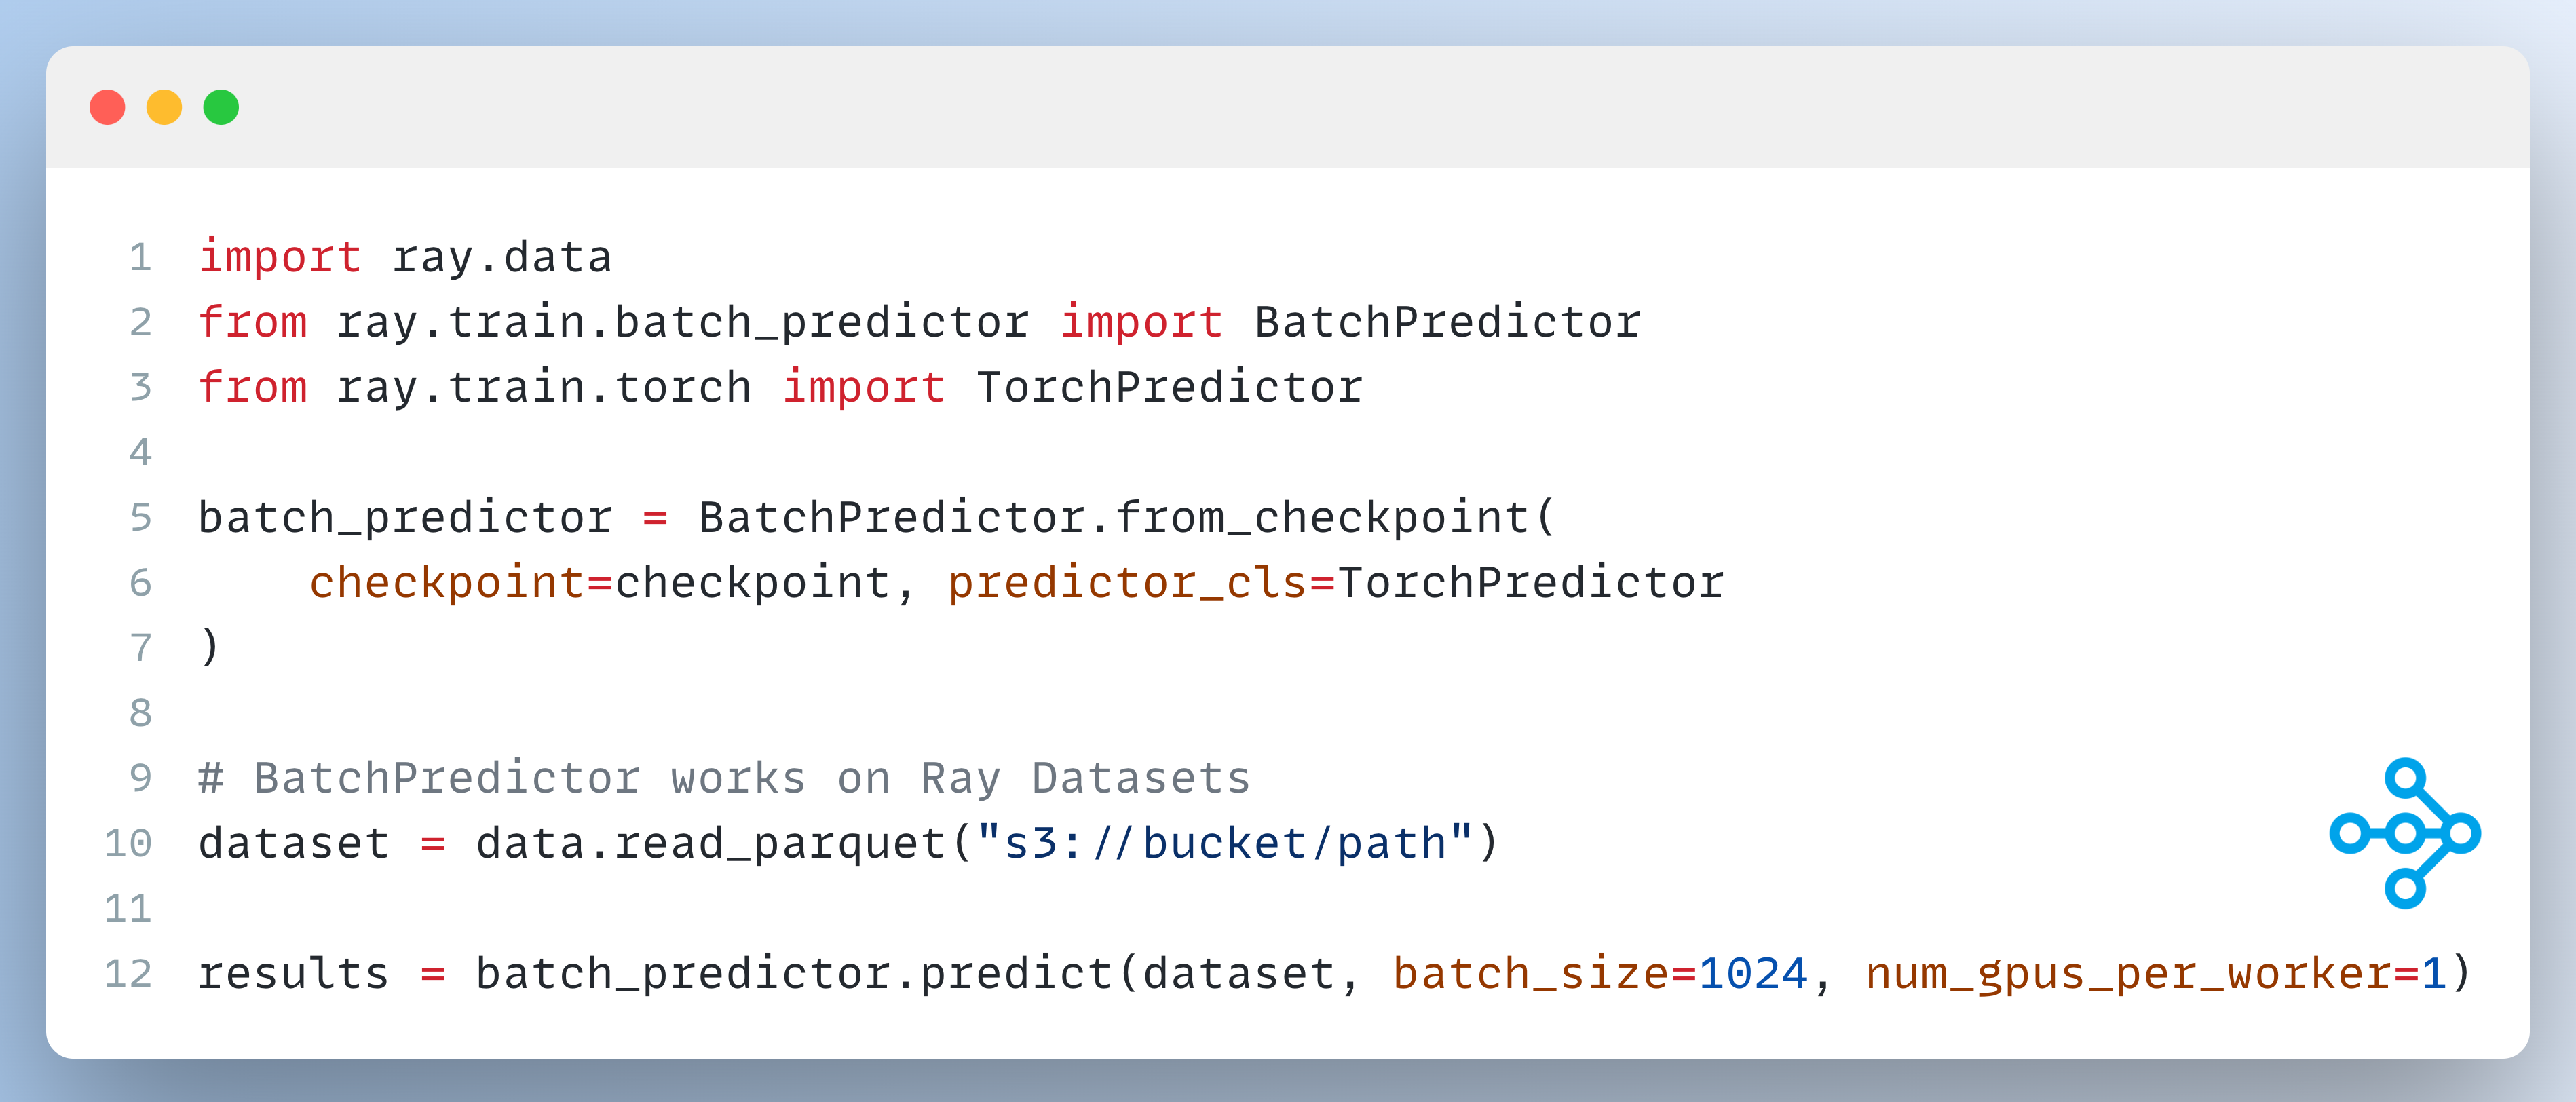 1 import ray.data
2 from ray.train.batch_predictor import BatchPredictor
3 from ray.train.torch import TorchPredictor
4
5 batch_predictor = BatchPredictor.from_checkpoint(
6     checkpoint=checkpoint, predictor_cls=TorchPredictor
7 )
8
9 # BatchPredictor works on Ray Datasets
10 dataset = data.read_parquet("s3://bucket/path")
11
12 results = batch_predictor.predict(dataset, batch_size=1024, num_gpus_per_worker=1)